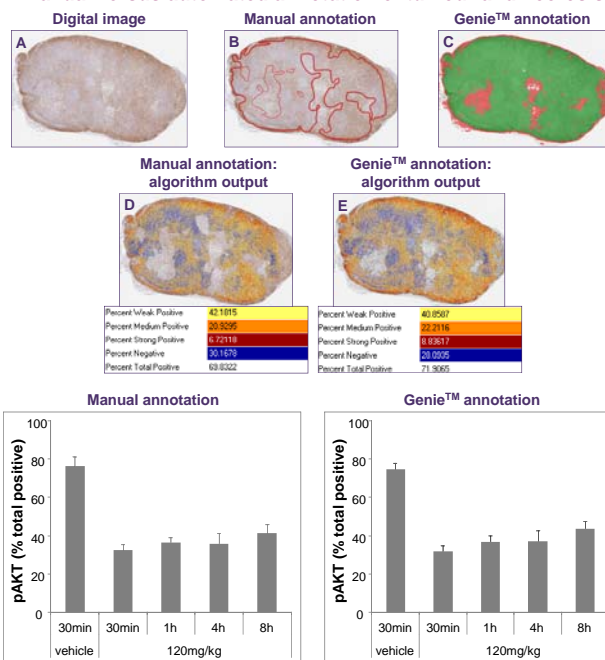 Digital image Manual annotation Genie™ annotation
A B C
Manual annotation: algorithm output
Genie™ annotation: algorithm output
D E
Percent Weak Positive 42.1815
Percent Medium Positive 20.9295
Percent Strong Positive 6.72118
Percent Negative 30.1678
Percent Total Positive 69.8322
Percent Weak Positive 40.8587
Percent Medium Positive 22.2116
Percent Strong Positive 8.83617
Percent Negative 28.0935
Percent Total Positive 71.9065
Manual annotation
pAKT (% total positive)
100
80
60
40
20
0
30min 30min 1h 4h 8h
vehicle 120mg/kg
Genie™ annotation
pAKT (% total positive)
100
80
60
40
20
0
30min 30min 1h 4h 8h
vehicle 120mg/kg